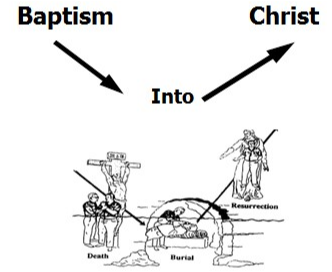 Baptism Christ
Into
Resurrection
Death Burial